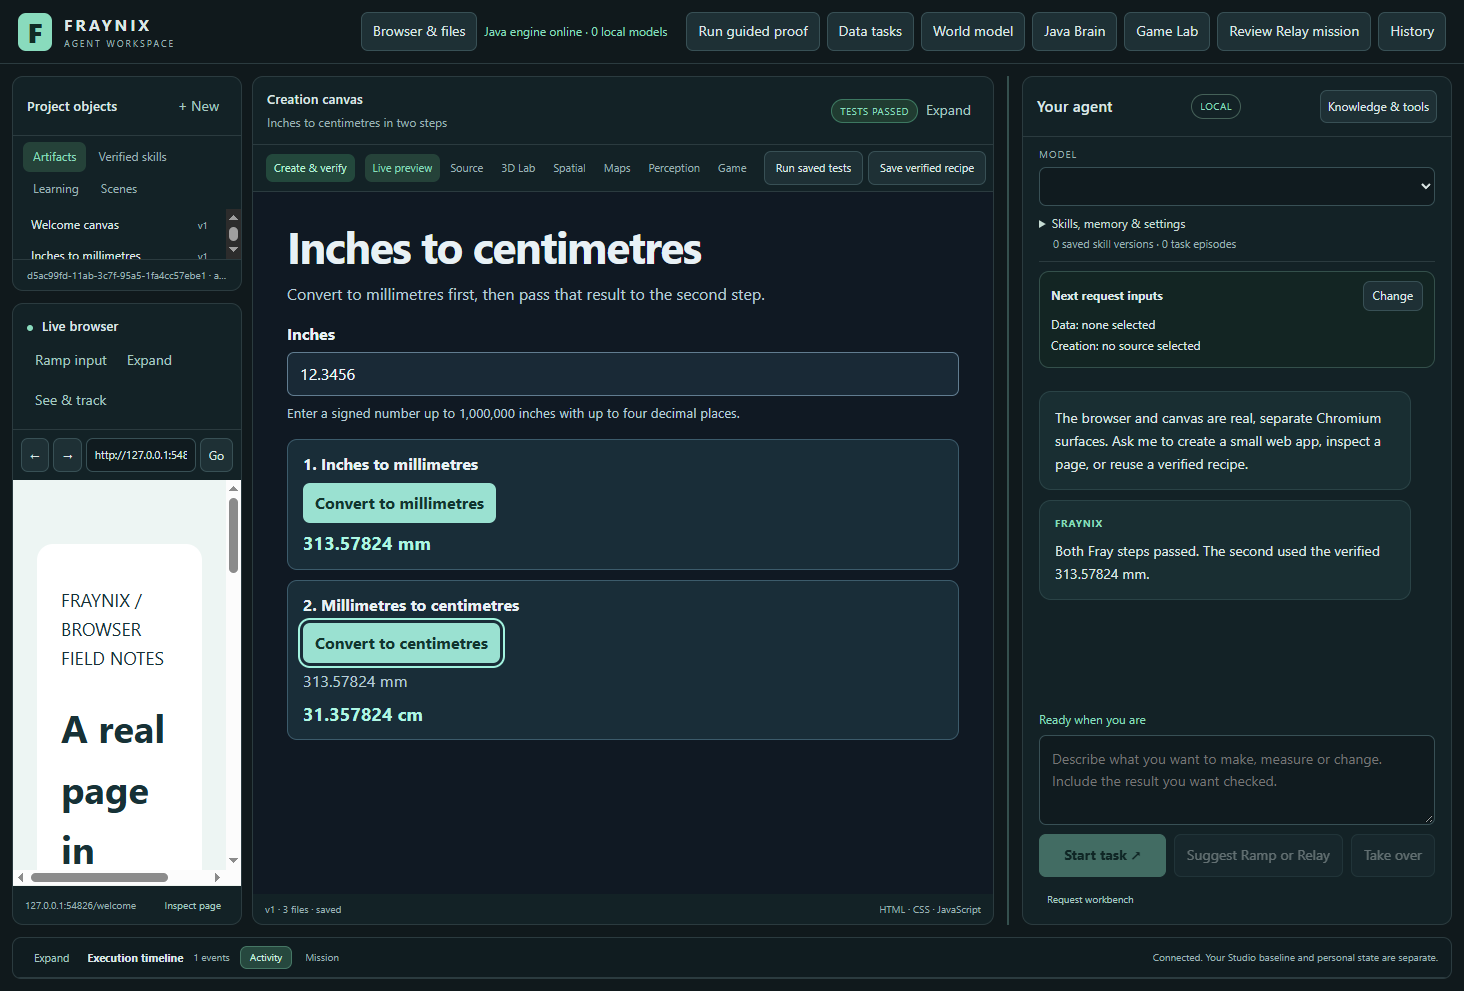 F
FRAYNIX
AGENT WORKSPACE
Browser & files
Java engine online · 0 local models
Run guided proof
Data tasks
World model
Java Brain
Game Lab
Review Relay mission
History
Project objects
+ New
Artifacts
Verified skills
Learning
Scenes
Welcome canvas
v1
Inches to millimetres
v1
d5ac99fd-11ab-3c7f-95a5-1fa4cc57ebe1 · a...
Live browser
Ramp input
Expand
See & track
←
→
http://127.0.0.1:548
Go
FRAYNIX /
BROWSER
FIELD NOTES
A real
page
in
127.0.0.1:54826/welcome
Inspect page
Creation canvas
Inches to centimetres in two steps
TESTS PASSED
Expand
Create & verify
Live preview
Source
3D Lab
Spatial
Maps
Perception
Game
Run saved tests
Save verified recipe
Inches to centimetres
Convert to millimetres first, then pass that result to the second step.
Inches
12.3456
Enter a signed number up to 1,000,000 inches with up to four decimal places.
1. Inches to millimetres
Convert to millimetres
313.57824 mm
2. Millimetres to centimetres
Convert to centimetres
313.57824 mm
31.357824 cm
v1 · 3 files · saved
HTML · CSS · JavaScript
Your agent
LOCAL
Knowledge & tools
MODEL
Skills, memory & settings
0 saved skill versions · 0 task episodes
Next request inputs
Change
Data: none selected
Creation: no source selected
The browser and canvas are real, separate Chromium
surfaces. Ask me to create a small web app, inspect a
page, or reuse a verified recipe.
FRAYNIX
Both Fray steps passed. The second used the verified
313.57824 mm.
Ready when you are
Describe what you want to make, measure or change.
Include the result you want checked.
Start task ↗
Suggest Ramp or Relay
Take over
Request workbench
Expand
Execution timeline
1 events
Activity
Mission
Connected. Your Studio baseline and personal state are separate.